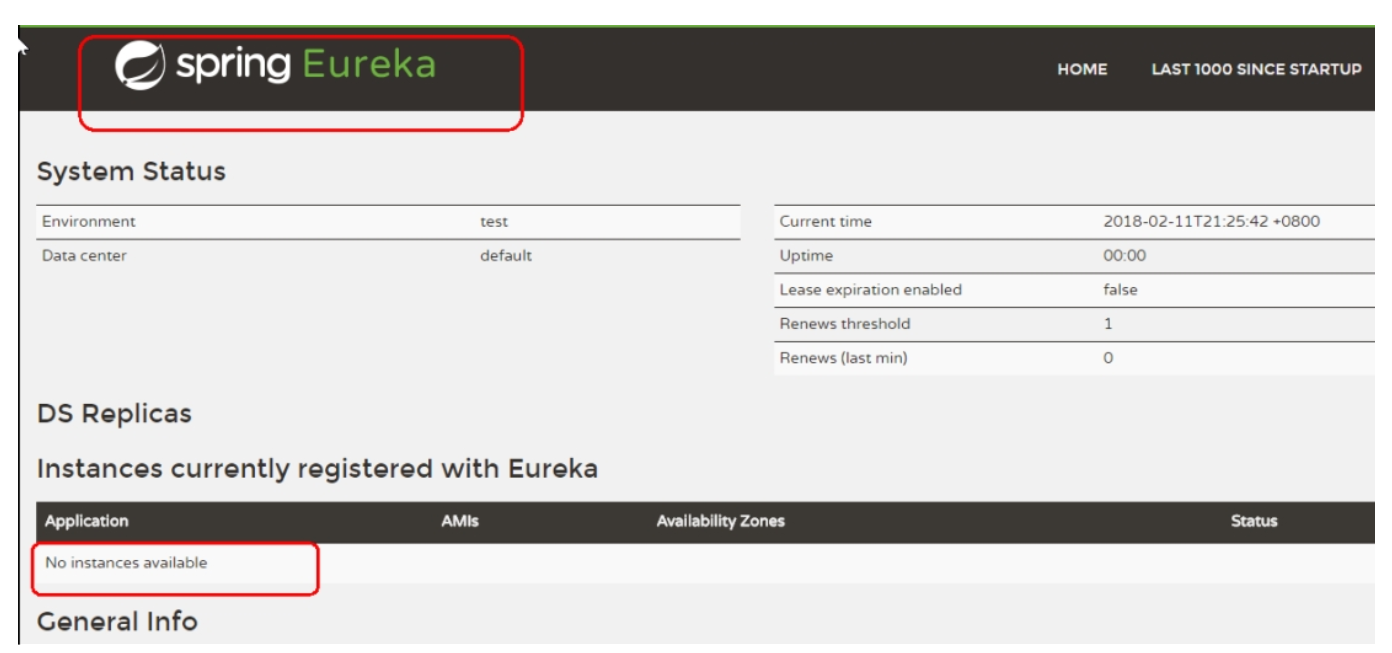 spring Eureka
HOME LAST 1000 SINCE STARTUP
System Status
Environment test
Data center default
Current time 2018-02-11T21:25:42 +0800
Uptime 00:00
Lease expiration enabled false
Renews threshold 1
Renews (last min) 0
DS Replicas
Instances currently registered with Eureka
Application AMIs Availability Zones Status
No instances available
General Info